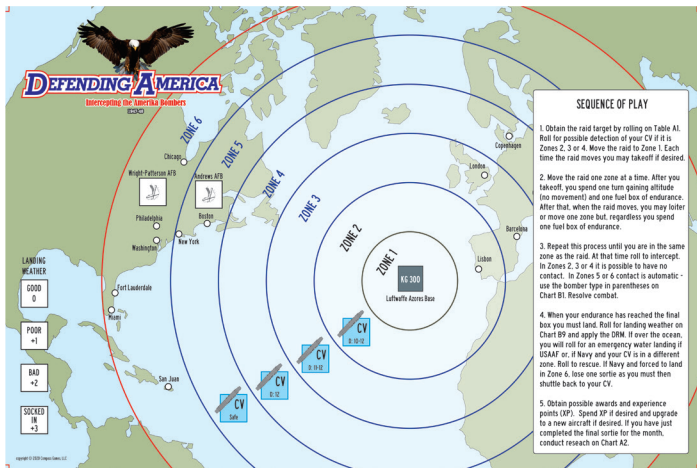 DEFENDING AMERICA
Intercepting the Amerika Bombers
ZONE 6
ZONE 5
ZONE 4
ZONE 3
ZONE 2
ZONE 1
Chicago
Wright-Patterson AFB
Andrews AFB
Philadelphia
Boston
Washington
New York
Fort Lauderdale
Miami
San Juan
Copenhagen
London
Barcelona
Lisbon
KG 300
Luftwaffe Azores Base
CV
D: 10-12
CV
D: 11-12
CV
D: 12
CV
Safe
LANDING
WEATHER
GOOD
0
POOR
+1
BAD
+2
SOCKED
IN
+3
SEQUENCE OF PLAY
1. Obtain the raid target by rolling on Table A1.
Roll for possible detection of your CV if it is
Zones 2, 3 or 4. Move the raid to Zone 1. Each
time the raid moves you may takeoff if desired.
2. Move the raid one zone at a time. After you
takeoff, you spend one turn gaining altitude
(no movement) and one fuel box of endurance.
After that, when the raid moves, you may loiter
or move one zone but, regardless you spend
one fuel box of endurance.
3. Repeat this process until you are in the same
zone as the raid. At that time roll to intercept.
In Zones 2, 3 or 4 it is possible to have no
contact. In Zones 5 or 6 contact is automatic -
use the bomber type in parentheses on
Chart B1. Resolve combat.
4. When your endurance has reached the final
box you must land. Roll for landing weather on
Chart B9 and apply the DRM. If over the ocean,
you will roll for an emergency water landing if
USAAF or, if Navy and your CV is in a different
zone. Roll to rescue. If Navy and forced to land
in Zone 6, lose one sortie as you must then
shuttle back to your CV.
5. Obtain possible awards and experience
points (XP). Spend XP if desired and upgrade
to a new aircraft if desired. If you have just
completed the final sortie for the month,
conduct reseach on Chart A2.